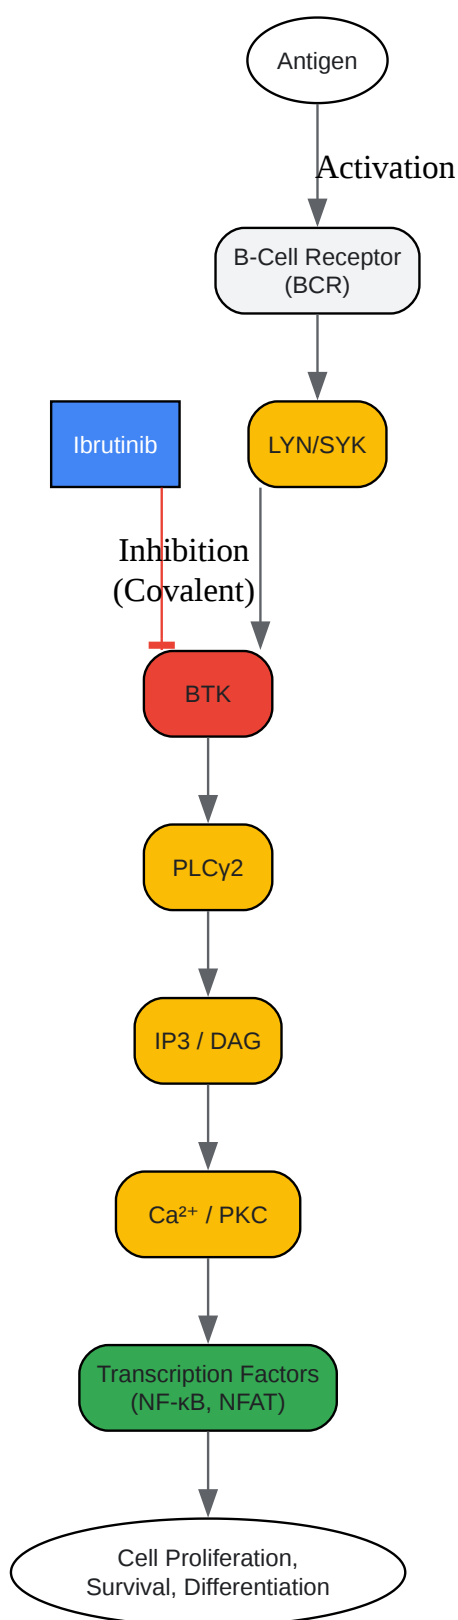 Antigen
Activation
B-Cell Receptor
(BCR)
Ibrutinib
LYN/SYK
Inhibition
(Covalent)
BTK
PLCγ2
IP3 / DAG
Ca²⁺ / PKC
Transcription Factors
(NF-κB, NFAT)
Cell Proliferation,
Survival, Differentiation